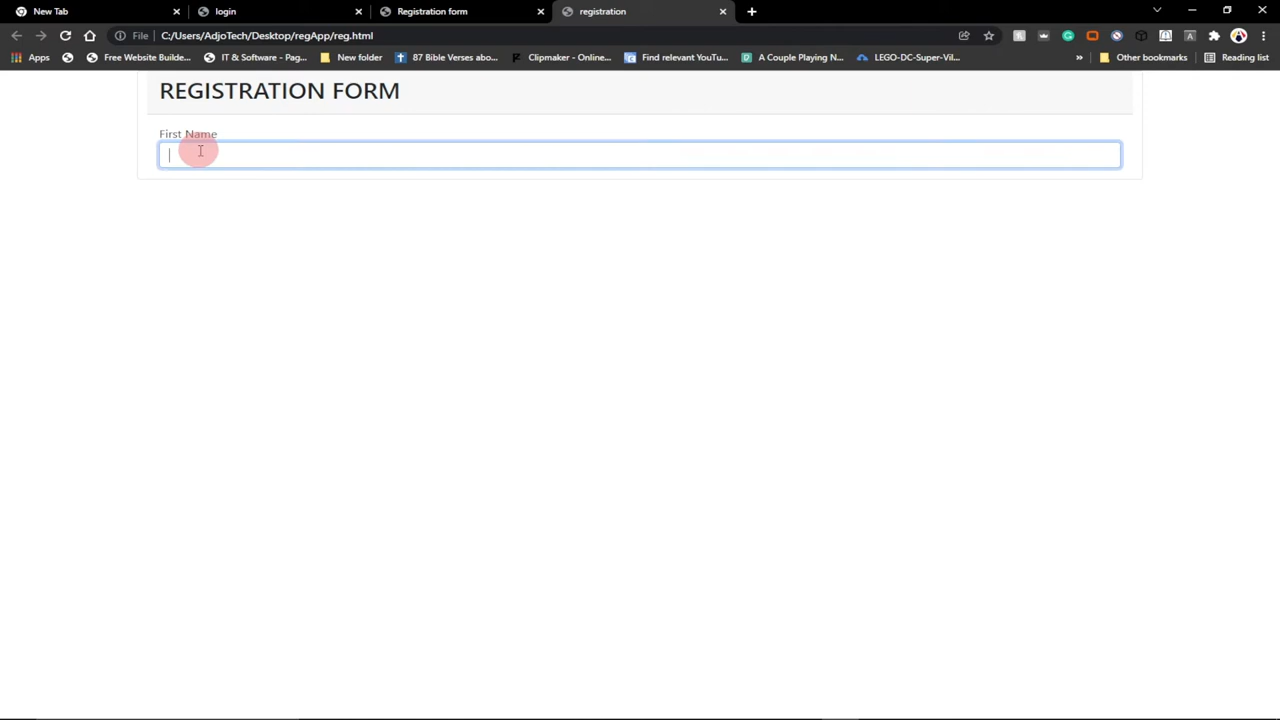 New Tab
login
Registration form
registration
File
C:/Users/AdjoTech/Desktop/regApp/reg.html
Apps
Free Website Builde...
IT & Software - Pag...
New folder
87 Bible Verses abo...
Clipmaker - Online...
Find relevant YouTu...
A Couple Playing N...
LEGO-DC-Super-Vil...
»
Other bookmarks
Reading list
REGISTRATION FORM
First Name